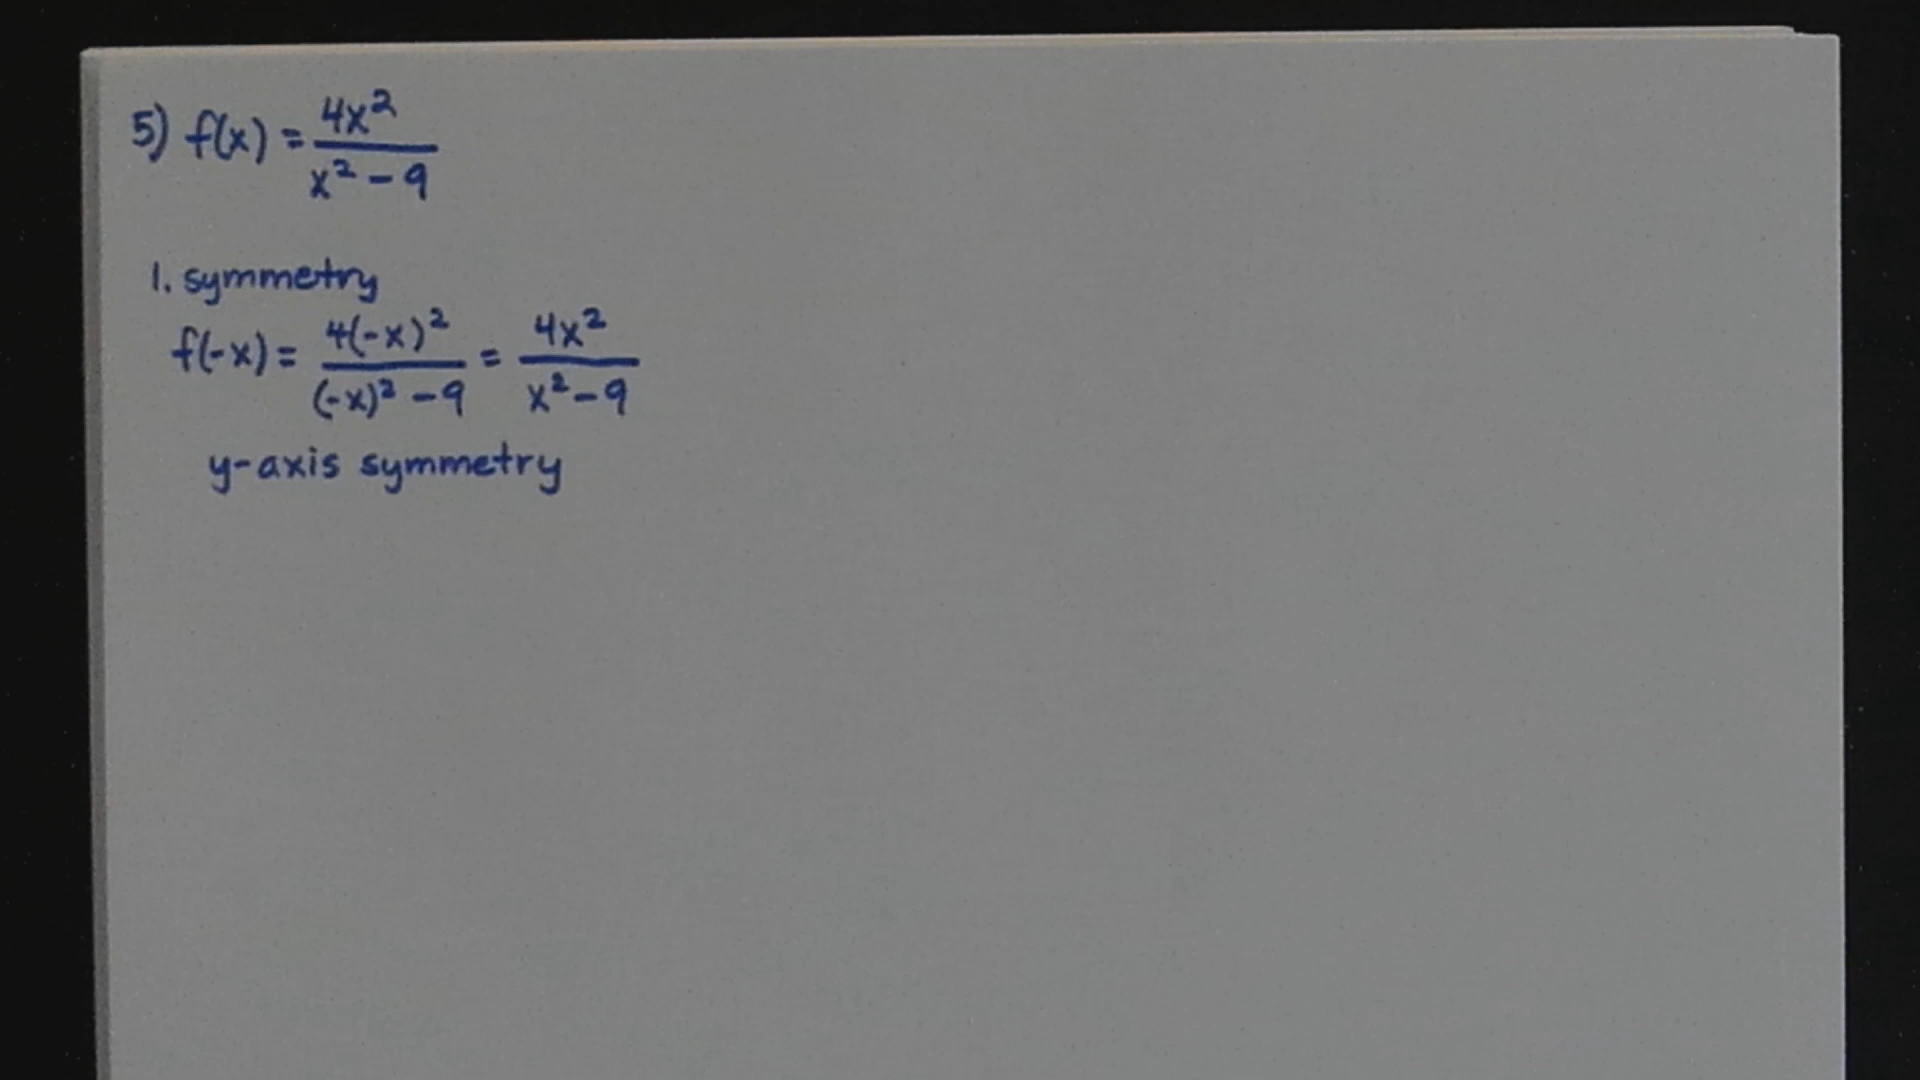 5) f(x) = 4x²/(x² - 9)
1. symmetry
f(-x) = 4(-x)²/((-x)² - 9) = 4x²/(x² - 9)
y-axis symmetry